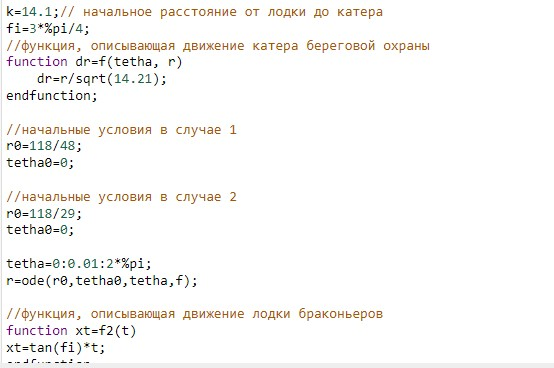 k=14.1;// начальное расстояние от лодки до катера
fi=3*%pi/4;
//функция, описывающая движение катера береговой охраны
function dr=f(tetha, r)
    dr=r/sqrt(14.21);
endfunction;

//начальные условия в случае 1
r0=118/48;
tetha0=0;

//начальные условия в случае 2
r0=118/29;
tetha0=0;

tetha=0:0.01:2*%pi;
r=ode(r0,tetha0,tetha,f);

//функция, описывающая движение лодки браконьеров
function xt=f2(t)
xt=tan(fi)*t;
endfunction